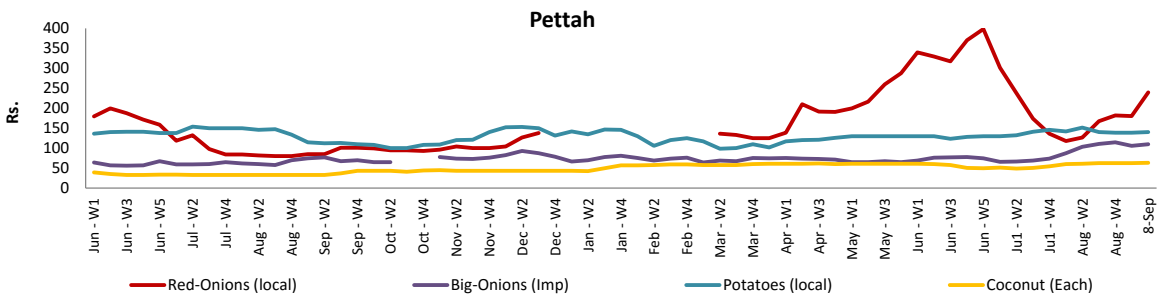 Pettah
Rs.
400
350
300
250
200
150
100
50
0
Jun - W1
Jun - W3
Jun - W5
Jul - W2
Jul - W4
Aug - W2
Aug - W4
Sep - W2
Sep - W4
Oct - W2
Oct - W4
Nov - W2
Nov - W4
Dec - W2
Dec - W4
Jan - W2
Jan - W4
Feb - W2
Feb - W4
Mar - W2
Mar - W4
Apr - W1
Apr - W3
May - W1
May - W3
Jun - W1
Jun - W3
Jun - W5
Ju1 - W2
Ju1 - W4
Aug - W2
Aug - W4
8-Sep
Red-Onions (local)
Big-Onions (Imp)
Potatoes (local)
Coconut (Each)